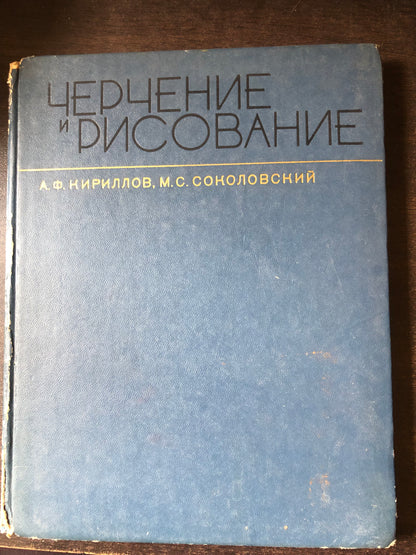 ЧЕРЧЕНИЕ
И РИСОВАНИЕ
А.Ф. КИРИЛЛОВ, М.С. СОКОЛОВСКИЙ